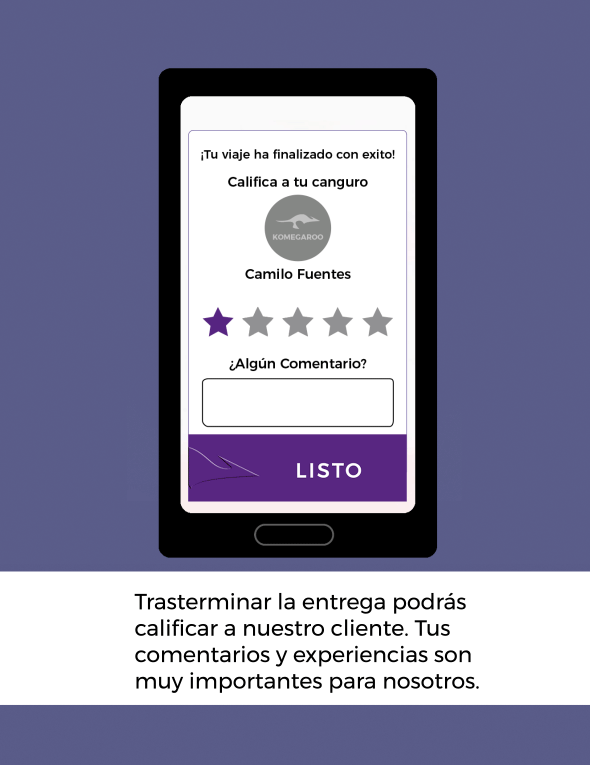 ¡Tu viaje ha finalizado con exito!
Califica a tu canguro
KOMEGAROO
Camilo Fuentes
¿Algún Comentario?
LISTO
Trasterminar la entrega podrás
calificar a nuestro cliente. Tus
comentarios y experiencias son
muy importantes para nosotros.